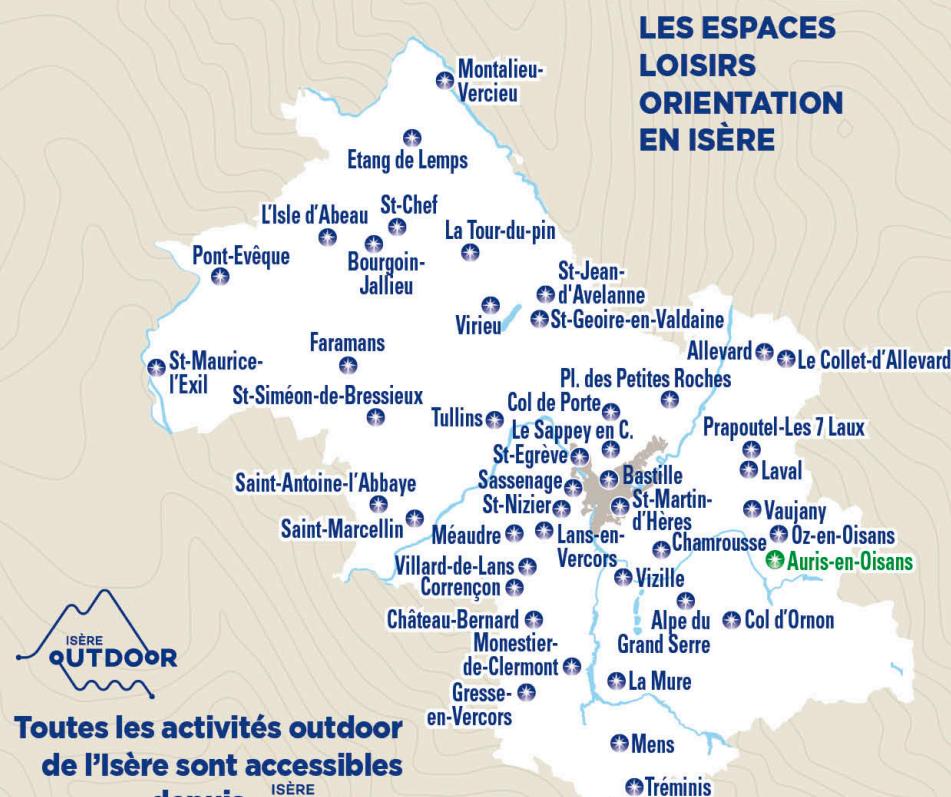 LES ESPACES
LOISIRS
ORIENTATION
EN ISÈRE
Montalieu-
Vercieu
Etang de Lemps
St-Chef
L'Isle d'Abeau
La Tour-du-pin
Pont-Evêque
Bourgoin-
Jallieu
St-Jean-
d'Avelanne
Virieu
St-Geoire-en-Valdaine
Faramans
Allevard
Le Collet-d'Allevard
St-Maurice-
l'Exil
Pl. des Petites Roches
St-Siméon-de-Bressieux
Col de Porte
Tullins
Le Sappey en C.
Prapoutel-Les 7 Laux
St-Egrève
Laval
Bastille
Sassenage
Saint-Antoine-l'Abbaye
St-Nizier
St-Martin-
d'Hères
Vaujany
Saint-Marcellin
Méaudre
Lans-en-
Vercors
Chamrousse
Oz-en-Oisans
Auris-en-Oisans
Villard-de-Lans
Corrençon
Vizille
Château-Bernard
Alpe du
Grand Serre
Col d'Ornon
Monestier-
de-Clermont
La Mure
Gresse-
en-Vercors
Mens
Tréminis
ISÈRE
OUTDOOR
Toutes les activités outdoor
de l'Isère sont accessibles
depuis ISÈRE